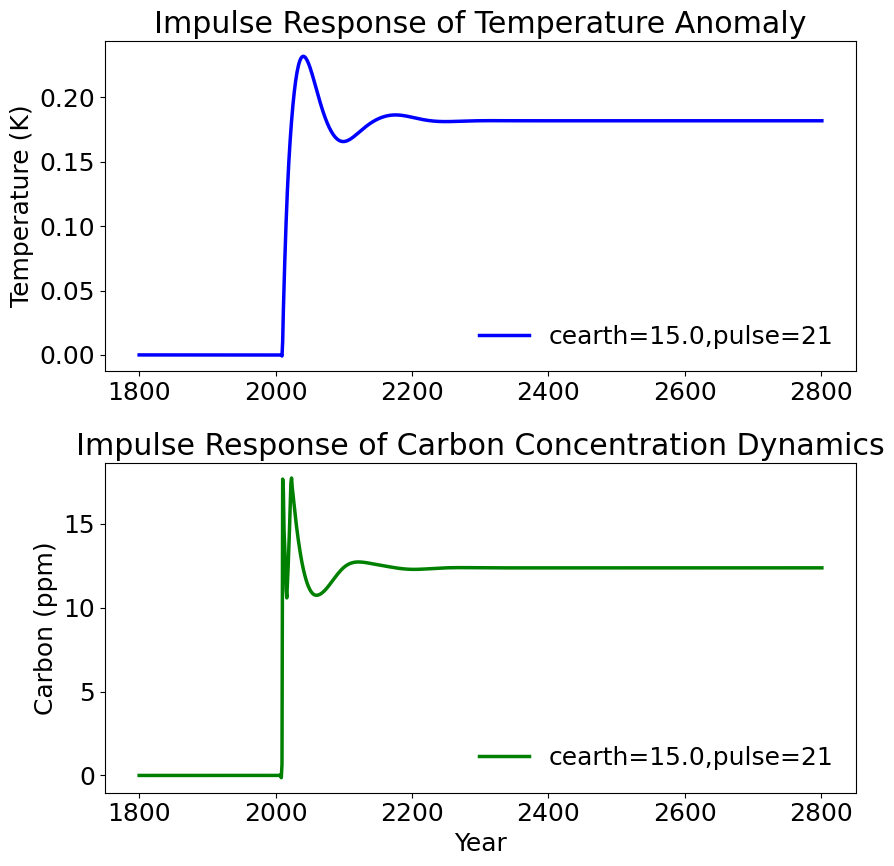 Impulse Response of Temperature Anomaly
Temperature (K)
0.20
0.15
0.10
0.05
0.00
cearth=15.0,pulse=21
1800 2000 2200 2400 2600 2800
Impulse Response of Carbon Concentration Dynamics
Carbon (ppm)
15
10
5
0
cearth=15.0,pulse=21
1800 2000 2200 2400 2600 2800
Year